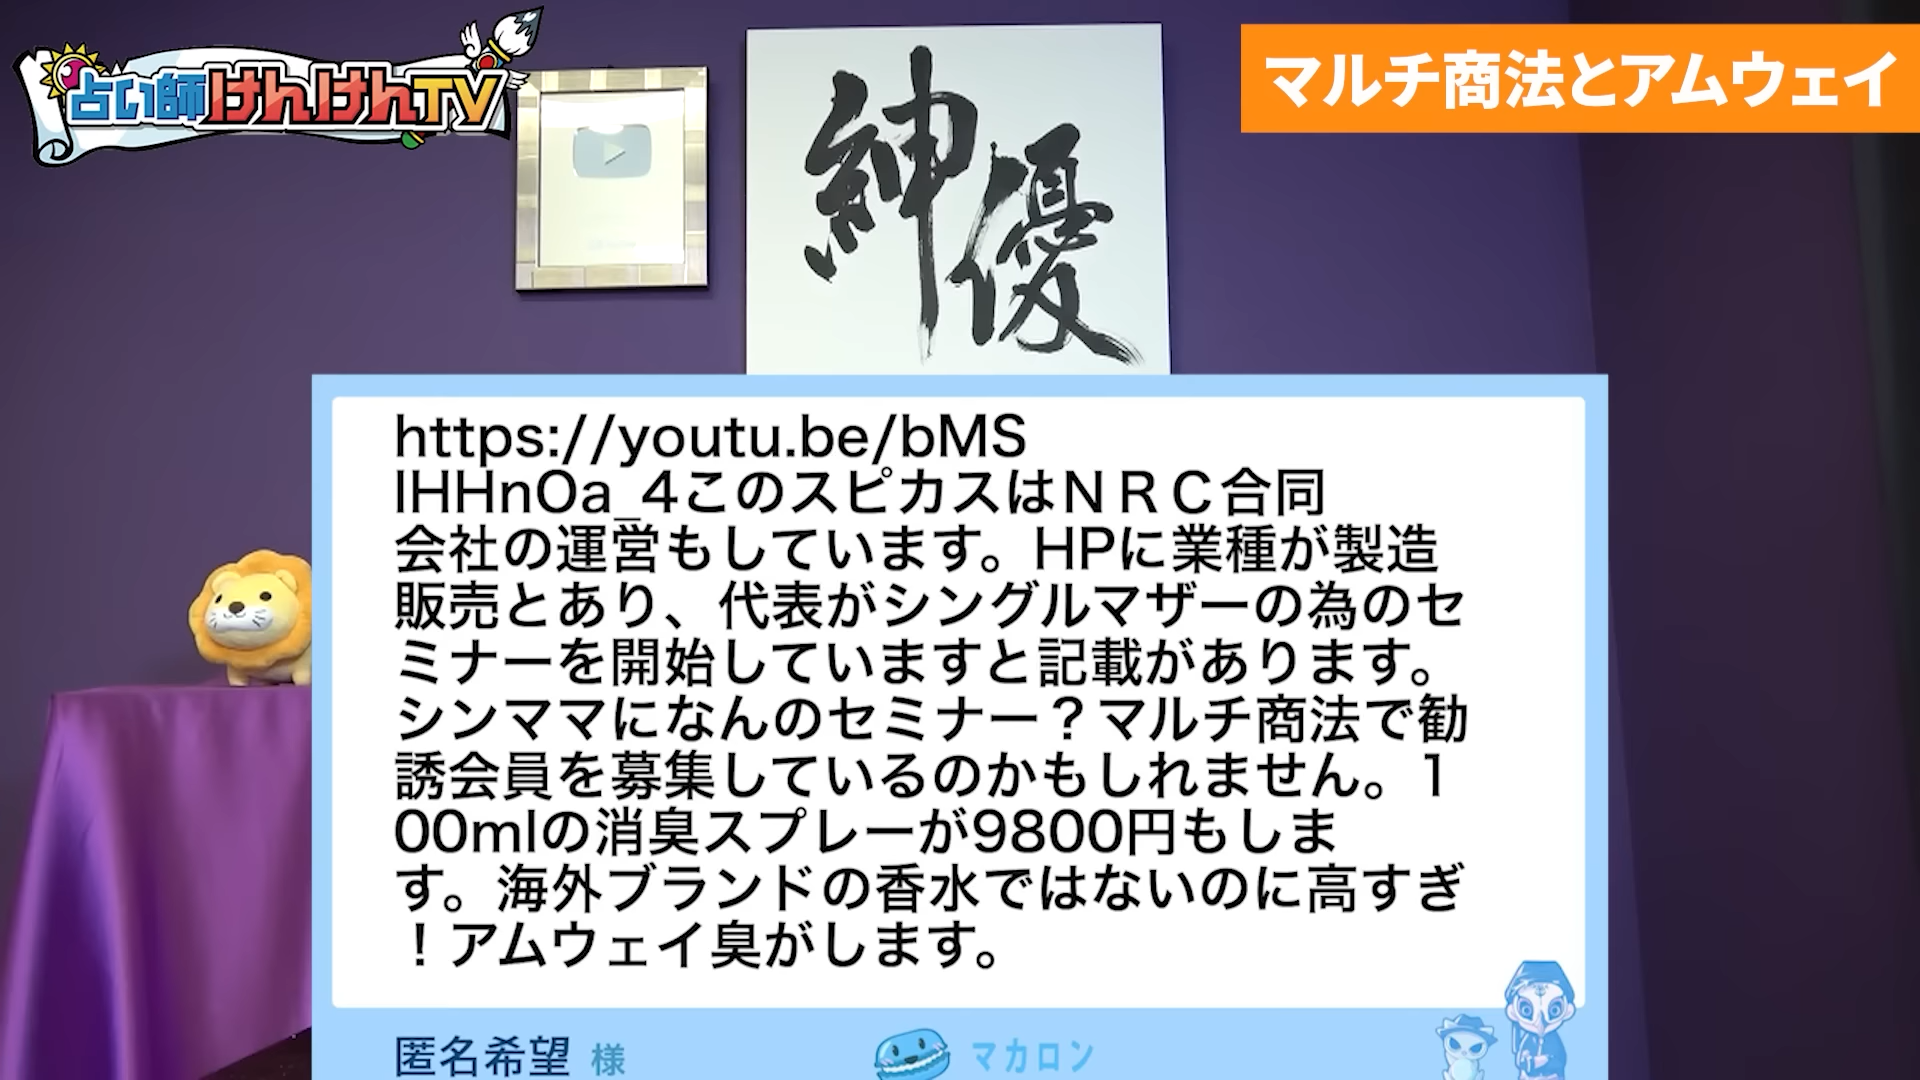 占い師けんけんTV
マルチ商法とアムウェイ
紳優
https://youtu.be/bMS
lHHnOa_4このスピカスはＮＲＣ合同
会社の運営もしています。HPに業種が製造
販売とあり、代表がシングルマザーの為のセ
ミナーを開始していますと記載があります。
シンママになんのセミナー？マルチ商法で勧
誘会員を募集しているのかもしれません。1
00mlの消臭スプレーが9800円もしま
す。海外ブランドの香水ではないのに高すぎ
！アムウェイ臭がします。
匿名希望 様
マカロン